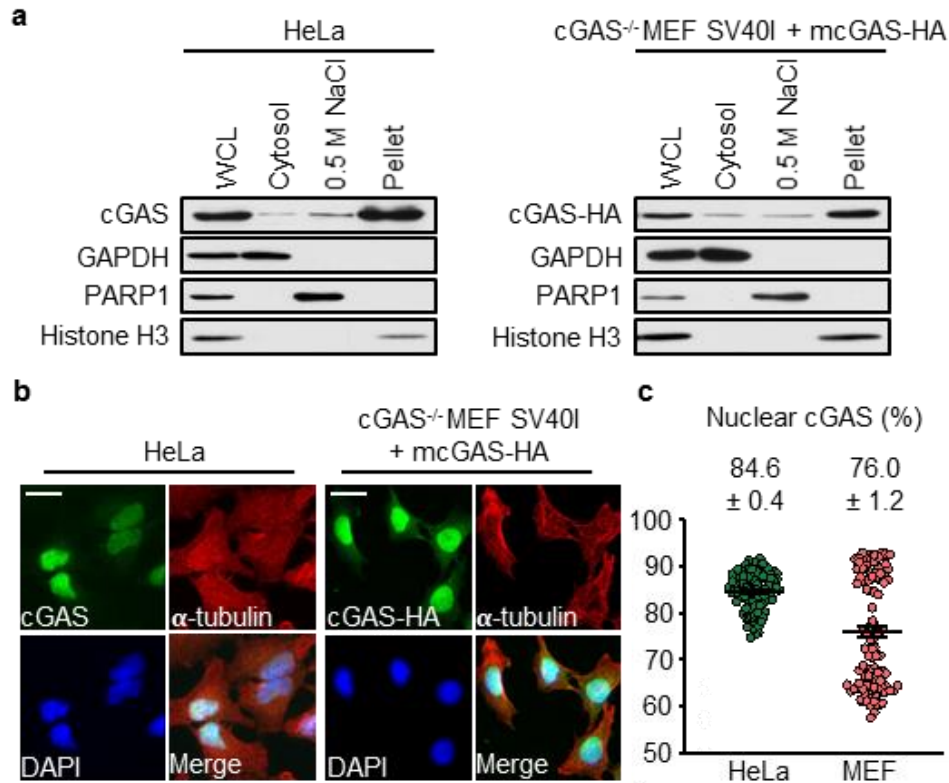 a
HeLa
cGAS-/- MEF SV40I + mcGAS-HA
WCL
Cytosol
0.5 M NaCl
Pellet
WCL
Cytosol
0.5 M NaCl
Pellet
cGAS
GAPDH
PARP1
Histone H3
cGAS-HA
GAPDH
PARP1
Histone H3
b
HeLa
cGAS-/- MEF SV40I
+ mcGAS-HA
cGAS
α-tubulin
cGAS-HA
α-tubulin
DAPI
Merge
DAPI
Merge
c
Nuclear cGAS (%)
84.6
± 0.4
76.0
± 1.2
100
90
80
70
60
50
HeLa
MEF